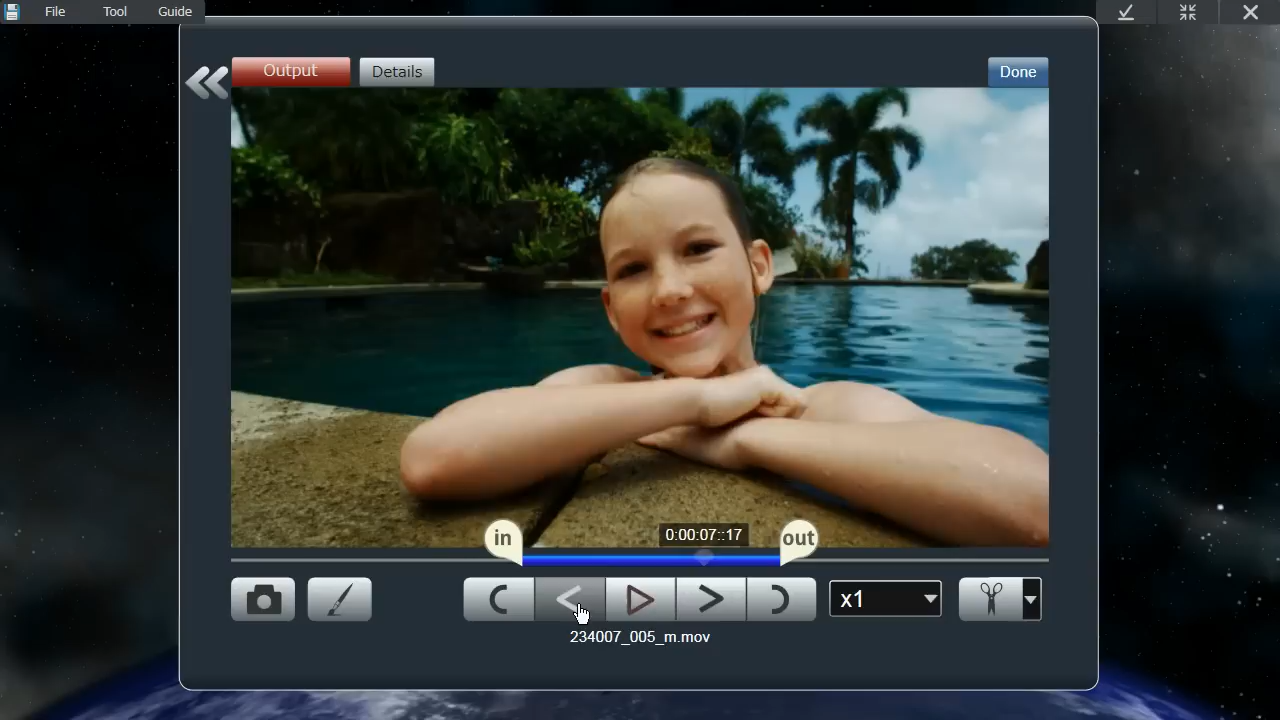 File Tool Guide
Output Details Done
in 0:00:07::17 out
x1
234007_005_m.mov